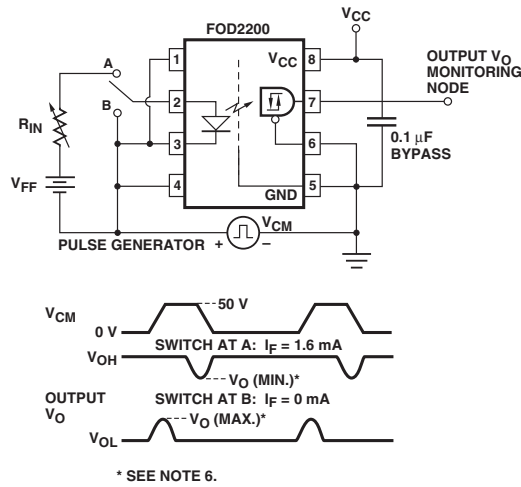 FOD2200
VCC
A
1
VCC
8
OUTPUT VO
MONITORING
NODE
2
7
B
RIN
3
6
0.1 µF
BYPASS
VFF
4
GND
5
VCM
PULSE GENERATOR + –
VCM
50 V
0 V
SWITCH AT A: IF = 1.6 mA
VOH
VO (MIN.)*
OUTPUT
VO
SWITCH AT B: IF = 0 mA
VO (MAX.)*
VOL
* SEE NOTE 6.